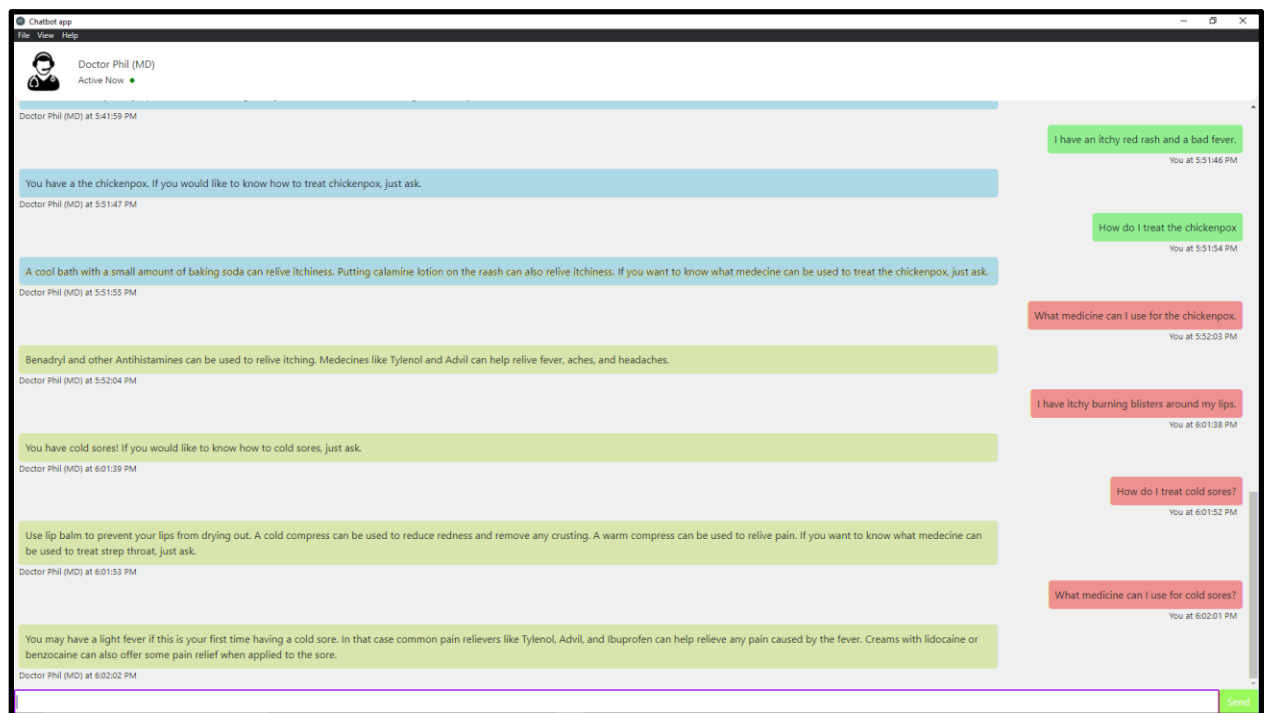 Chatbot app
File View Help
Doctor Phil (MD)
Active Now
Doctor Phil (MD) at 5:41:59 PM
I have an itchy red rash and a bad fever.
You at 5:51:46 PM
You have a the chickenpox. If you would like to know how to treat chickenpox, just ask.
Doctor Phil (MD) at 5:51:47 PM
How do I treat the chickenpox
You at 5:51:54 PM
A cool bath with a small amount of baking soda can relive itchiness. Putting calamine lotion on the raash can also relive itchiness. If you want to know what medecine can be used to treat the chickenpox, just ask.
Doctor Phil (MD) at 5:51:55 PM
What medicine can I use for the chickenpox.
You at 5:52:03 PM
Benadryl and other Antihistamines can be used to relive itching. Medecines like Tylenol and Advil can help relive fever, aches, and headaches.
Doctor Phil (MD) at 5:52:04 PM
I have itchy burning blisters around my lips.
You at 6:01:38 PM
You have cold sores! If you would like to know how to cold sores, just ask.
Doctor Phil (MD) at 6:01:39 PM
How do I treat cold sores?
You at 6:01:52 PM
Use lip balm to prevent your lips from drying out. A cold compress can be used to reduce redness and remove any crusting. A warm compress can be used to relive pain. If you want to know what medecine can
be used to treat strep throat, just ask.
Doctor Phil (MD) at 6:01:53 PM
What medicine can I use for cold sores?
You at 6:02:01 PM
You may have a light fever if this is your first time having a cold sore. In that case common pain relievers like Tylenol, Advil, and Ibuprofen can help relieve any pain caused by the fever. Creams with lidocaine or
benzocaine can also offer some pain relief when applied to the sore.
Doctor Phil (MD) at 6:02:02 PM
Send